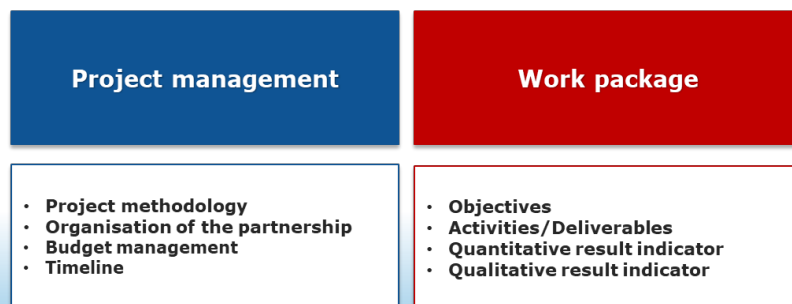 Project management
Work package
• Project methodology
• Organisation of the partnership
• Budget management
• Timeline
• Objectives
• Activities/Deliverables
• Quantitative result indicator
• Qualitative result indicator